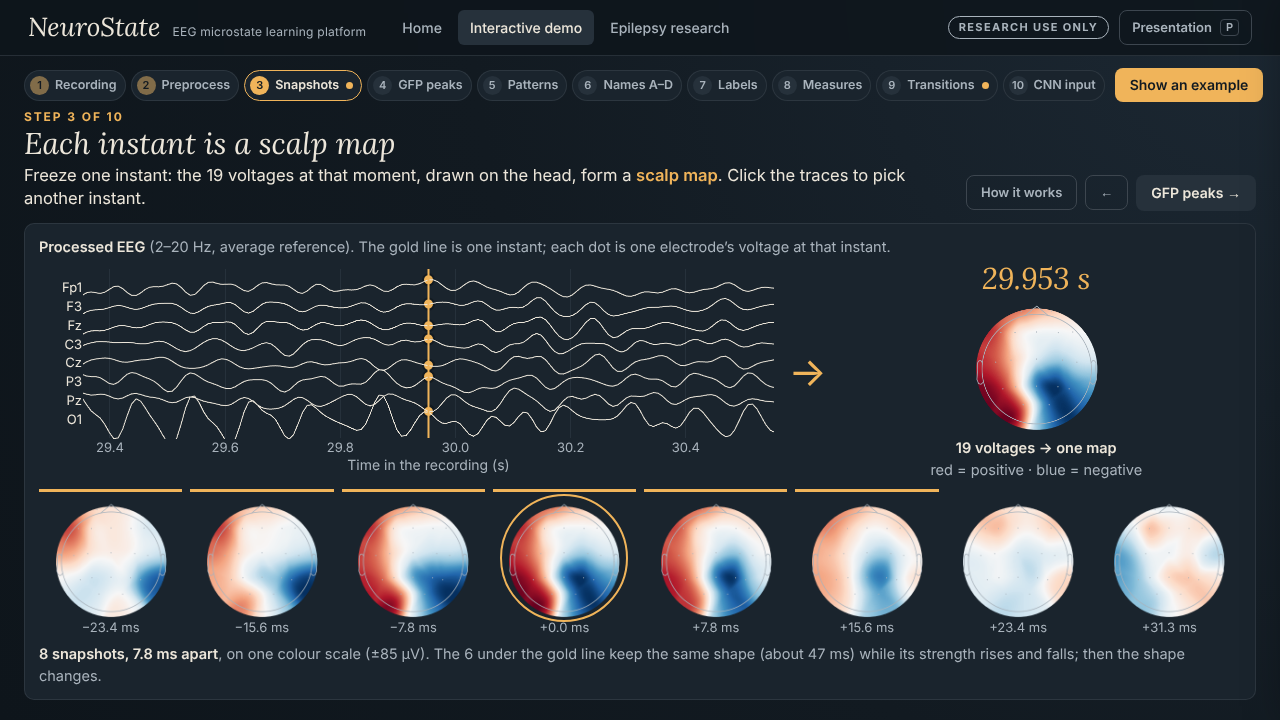 NeuroState EEG microstate learning platform Home Interactive demo Epilepsy research RESEARCH USE ONLY Presentation P
1 Recording 2 Preprocess 3 Snapshots 4 GFP peaks 5 Patterns 6 Names A–D 7 Labels 8 Measures 9 Transitions 10 CNN input Show an example
STEP 3 OF 10
Each instant is a scalp map
Freeze one instant: the 19 voltages at that moment, drawn on the head, form a scalp map. Click the traces to pick
another instant.
How it works ← GFP peaks →
Processed EEG (2–20 Hz, average reference). The gold line is one instant; each dot is one electrode’s voltage at that instant.
29.953 s
Fp1
F3
Fz
C3
Cz
P3
Pz
O1
29.4 29.6 29.8 30.0 30.2 30.4
Time in the recording (s)
19 voltages → one map
red = positive · blue = negative
−23.4 ms −15.6 ms −7.8 ms +0.0 ms +7.8 ms +15.6 ms +23.4 ms +31.3 ms
8 snapshots, 7.8 ms apart, on one colour scale (±85 µV). The 6 under the gold line keep the same shape (about 47 ms) while its strength rises and falls; then the shape
changes.